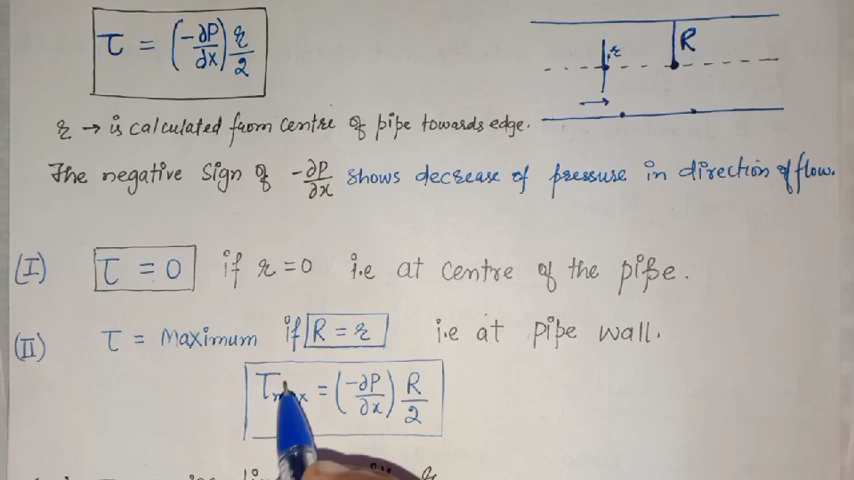 τ = (-∂P/∂x) r/2
r
R
r → is calculated from centre of pipe towards edge.
The negative sign of -∂P/∂x shows decrease of pressure in direction of flow.
(I) τ = 0 if r = 0 i.e at centre of the pipe.
(II) τ = Maximum if R = r i.e at pipe wall.
τmax = (-∂P/∂x) R/2